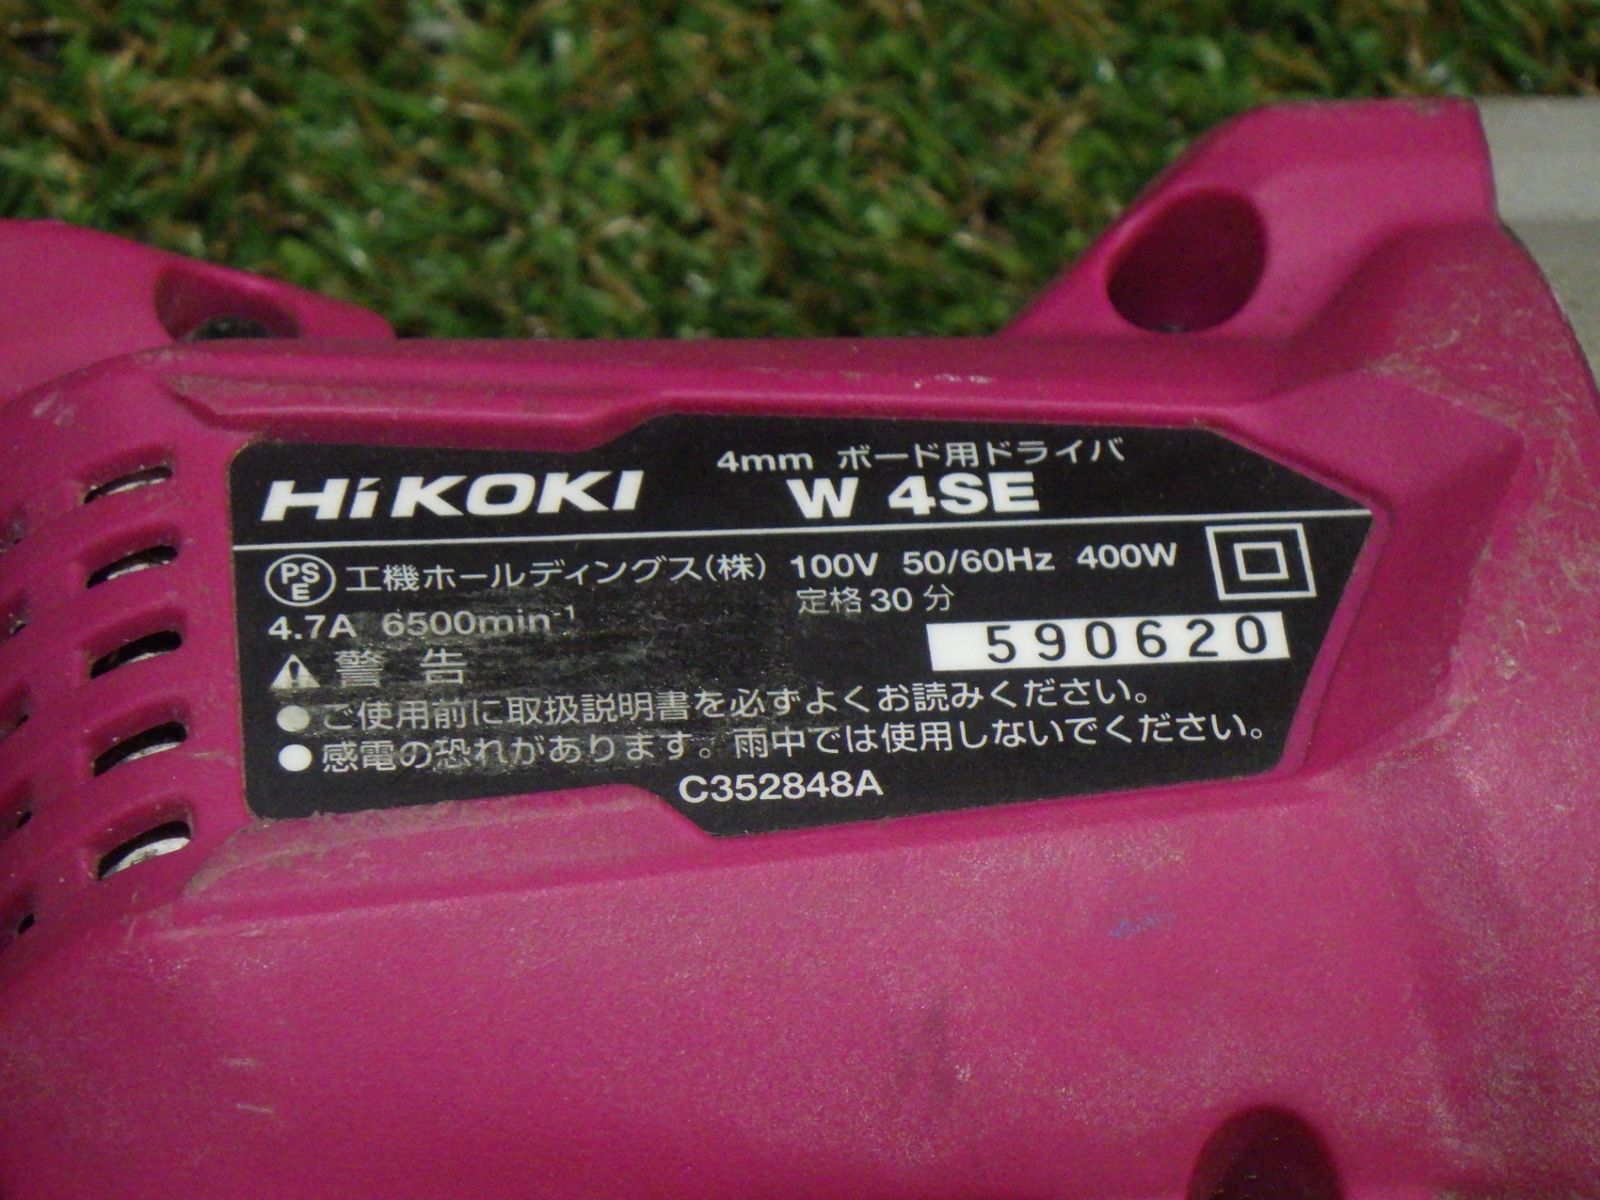 4mm ボード用ドライバ
HiKOKI W 4SE
PSE 工機ホールディングス(株) 100V 50/60Hz 400W
4.7A 6500min⁻¹ 定格30分
590620
警告
●ご使用前に取扱説明書を必ずよくお読みください。
●感電の恐れがあります。雨中では使用しないでください。
C352848A